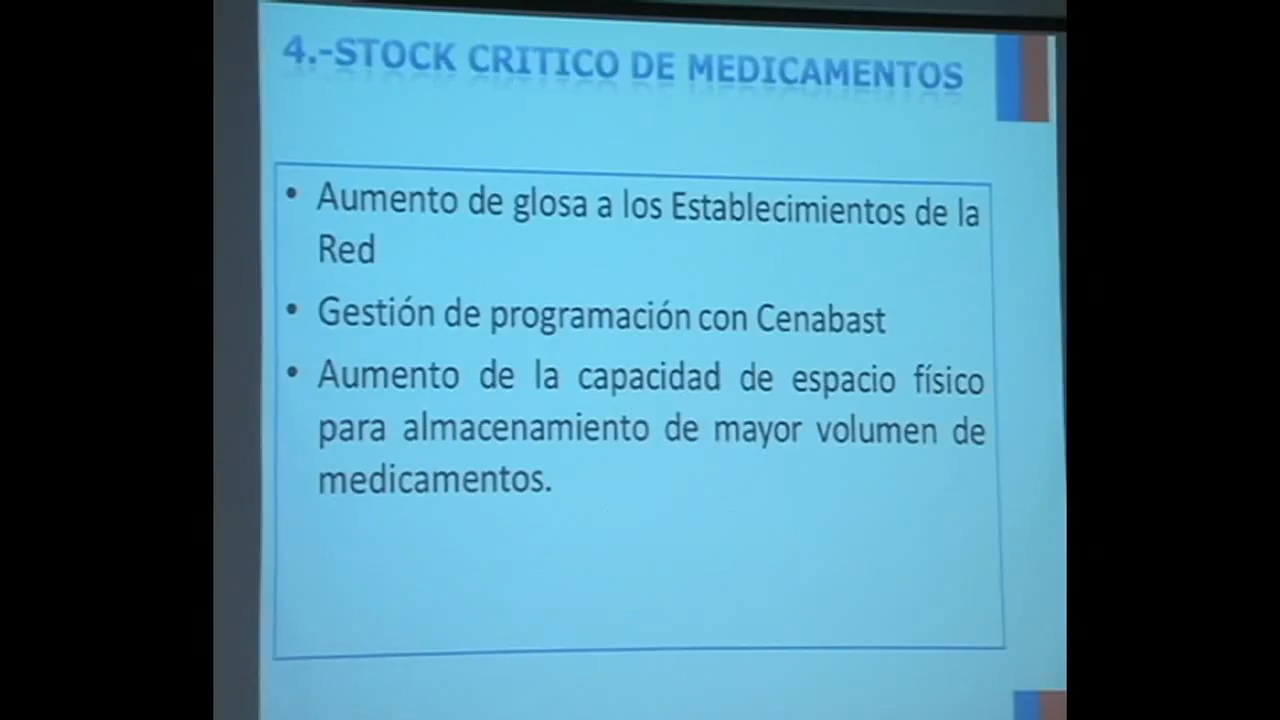 4.-STOCK CRITICO DE MEDICAMENTOS
• Aumento de glosa a los Establecimientos de la
Red
• Gestión de programación con Cenabast
• Aumento de la capacidad de espacio físico
para almacenamiento de mayor volumen de
medicamentos.